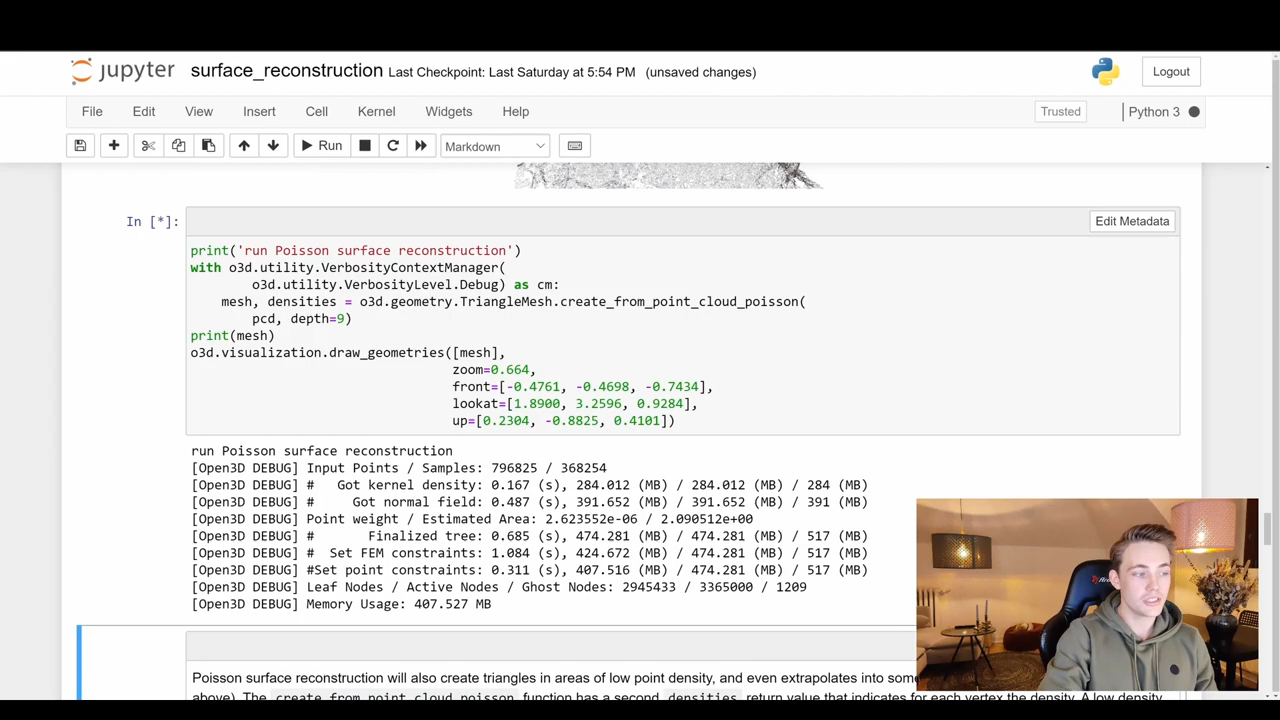 jupyter surface_reconstruction Last Checkpoint: Last Saturday at 5:54 PM (unsaved changes) Logout
File Edit View Insert Cell Kernel Widgets Help Trusted Python 3
Run Markdown
In [*]: Edit Metadata
print('run Poisson surface reconstruction')
with o3d.utility.VerbosityContextManager(
o3d.utility.VerbosityLevel.Debug) as cm:
mesh, densities = o3d.geometry.TriangleMesh.create_from_point_cloud_poisson(
pcd, depth=9)
print(mesh)
o3d.visualization.draw_geometries([mesh],
zoom=0.664,
front=[-0.4761, -0.4698, -0.7434],
lookat=[1.8900, 3.2596, 0.9284],
up=[0.2304, -0.8825, 0.4101])
run Poisson surface reconstruction
[Open3D DEBUG] Input Points / Samples: 796825 / 368254
[Open3D DEBUG] #   Got kernel density: 0.167 (s), 284.012 (MB) / 284.012 (MB) / 284 (MB)
[Open3D DEBUG] #     Got normal field: 0.487 (s), 391.652 (MB) / 391.652 (MB) / 391 (MB)
[Open3D DEBUG] Point weight / Estimated Area: 2.623552e-06 / 2.090512e+00
[Open3D DEBUG] #       Finalized tree: 0.685 (s), 474.281 (MB) / 474.281 (MB) / 517 (MB)
[Open3D DEBUG] #  Set FEM constraints: 1.084 (s), 424.672 (MB) / 474.281 (MB) / 517 (MB)
[Open3D DEBUG] #Set point constraints: 0.311 (s), 407.516 (MB) / 474.281 (MB) / 517 (MB)
[Open3D DEBUG] Leaf Nodes / Active Nodes / Ghost Nodes: 2945433 / 3365000 / 1209
[Open3D DEBUG] Memory Usage: 407.527 MB
Poisson surface reconstruction will also create triangles in areas of low point density, and even extrapolates into some
above). The create_from_point_cloud_poisson function has a second densities return value that indicates for each vertex the density. A low density